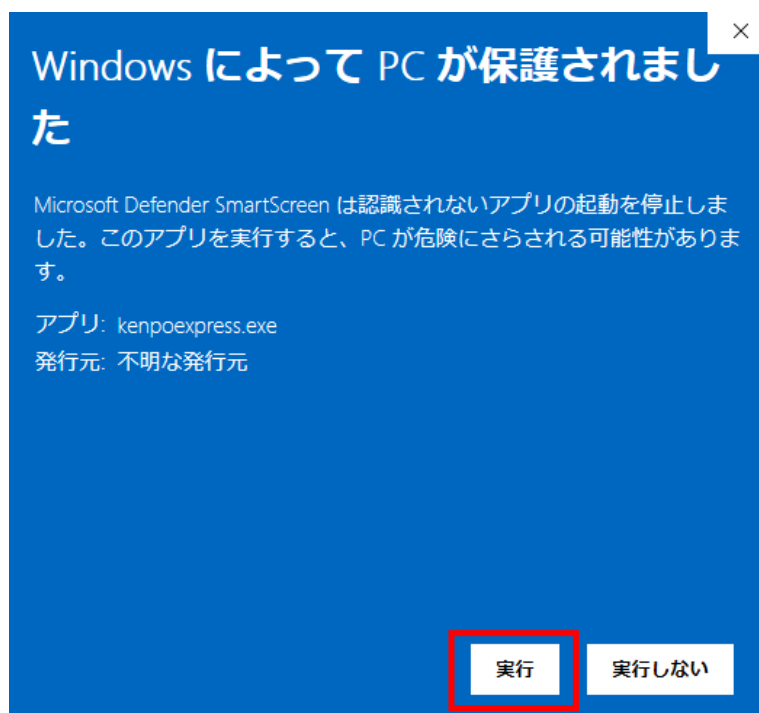 Windows によって PC が保護されまし
た
Microsoft Defender SmartScreen は認識されないアプリの起動を停止しま
した。このアプリを実行すると、PC が危険にさらされる可能性がありま
す。
アプリ: kenpoexpress.exe
発行元: 不明な発行元
実行 実行しない